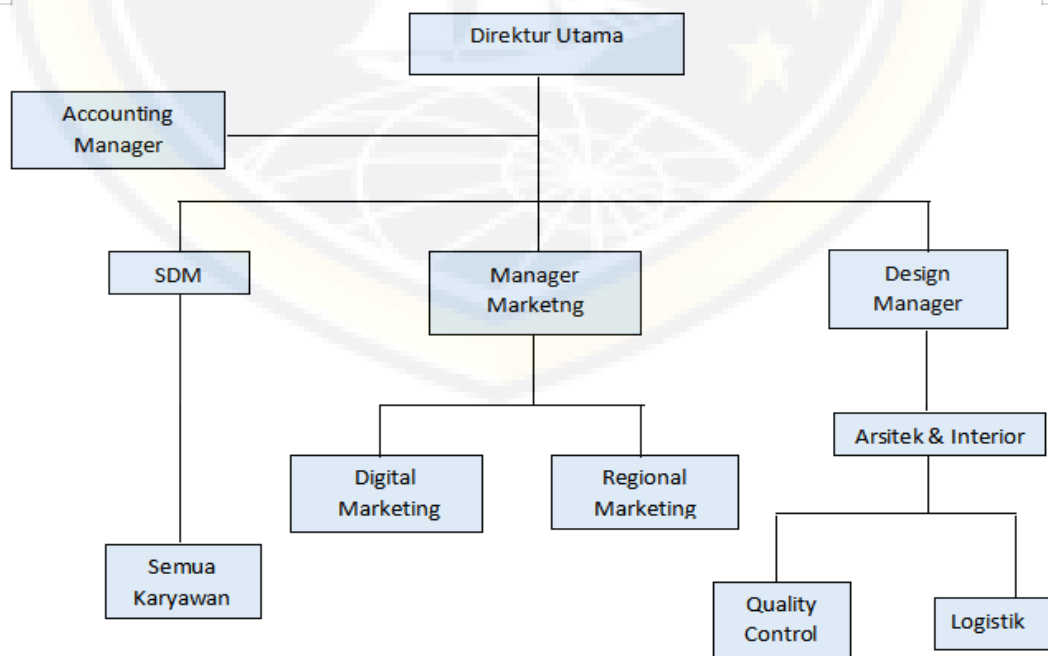 Direktur Utama
Accounting
Manager
SDM
Manager
Marketng
Design
Manager
Arsitek & Interior
Digital
Marketing
Regional
Marketing
Semua
Karyawan
Quality
Control
Logistik